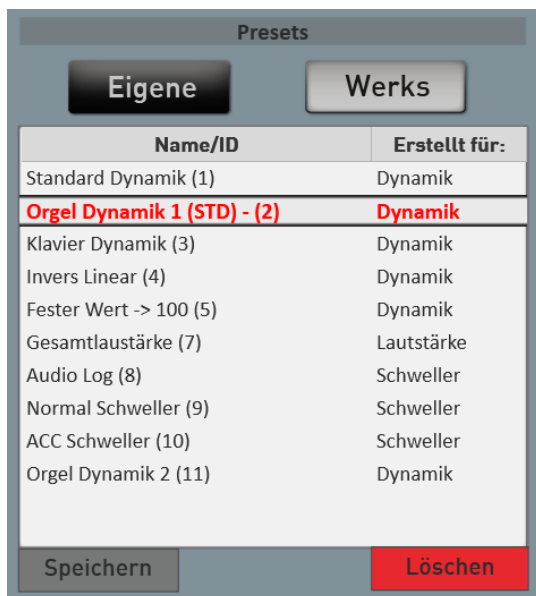 Presets
Eigene Werks
Name/ID Erstellt für:
Standard Dynamik (1) Dynamik
Orgel Dynamik 1 (STD) - (2) Dynamik
Klavier Dynamik (3) Dynamik
Invers Linear (4) Dynamik
Fester Wert -> 100 (5) Dynamik
Gesamtlaustärke (7) Lautstärke
Audio Log (8) Schweller
Normal Schweller (9) Schweller
ACC Schweller (10) Schweller
Orgel Dynamik 2 (11) Dynamik
Speichern Löschen